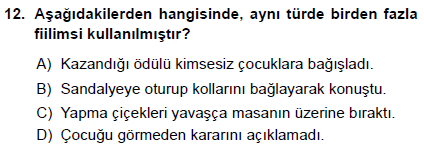 12. Aşağıdakilerden hangisinde, aynı türde birden fazla
fiilimsi kullanılmıştır?
A) Kazandığı ödülü kimsesiz çocuklara bağışladı.
B) Sandalyeye oturup kollarını bağlayarak konuştu.
C) Yapma çiçekleri yavaşça masanın üzerine bıraktı.
D) Çocuğu görmeden kararını açıklamadı.